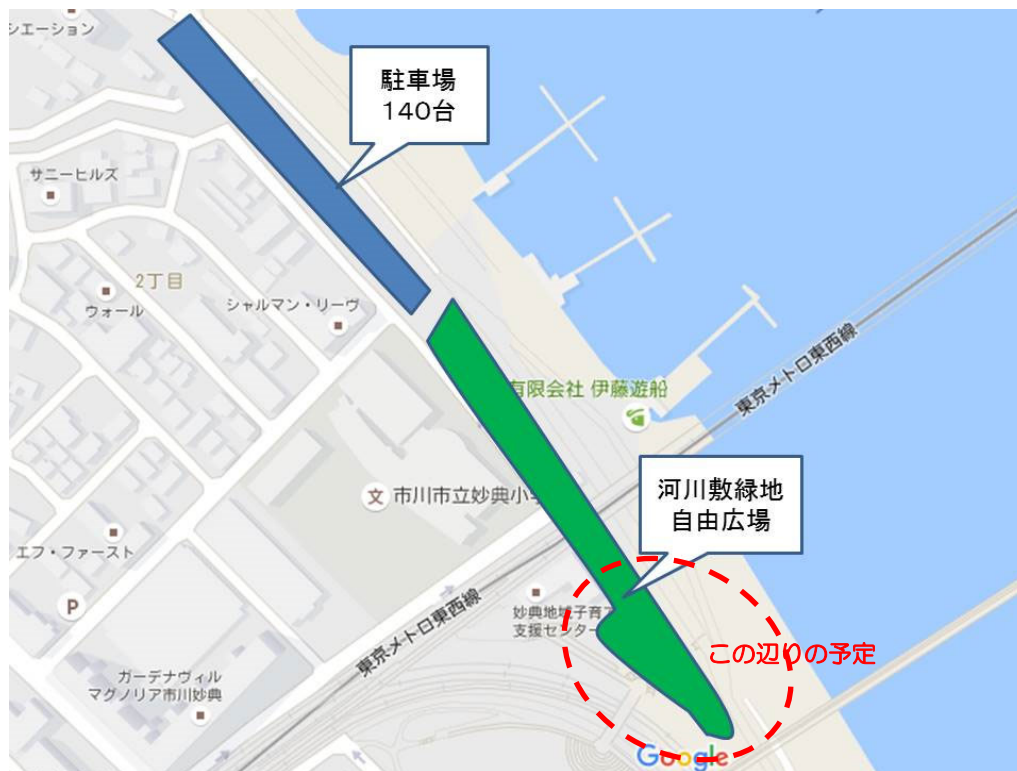 シエーション
駐車場
140台
サニーヒルズ
2丁目
ウォール
シャルマン・リーヴ
有限会社 伊藤遊船
東京メトロ東西線
河川敷緑地
自由広場
文 市川市立妙典小
エフ・ファースト
P
妙典地域子育て
支援センター
東京メトロ東西線
この辺りの予定
ガーデナヴィル
マグノリア市川妙典
Google